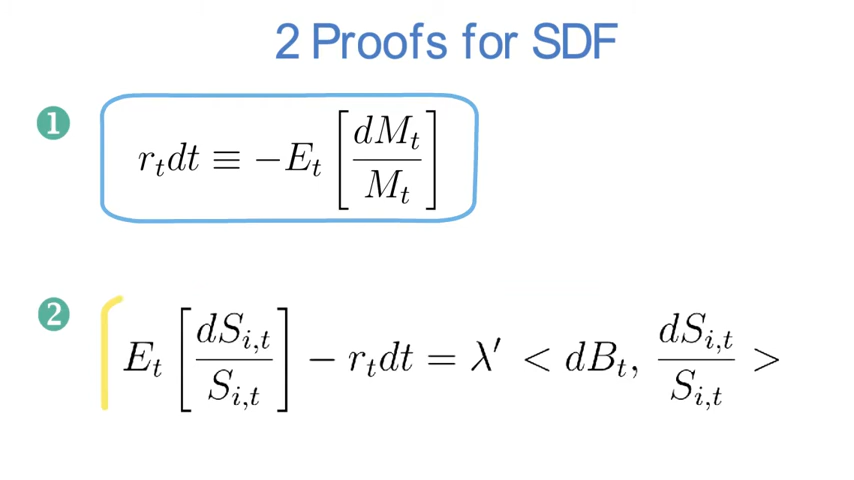 2 Proofs for SDF
1 r_t dt ≡ −E_t [ dM_t / M_t ]
2 E_t [ dS_{i,t} / S_{i,t} ] − r_t dt = λ′ < dB_t, dS_{i,t} / S_{i,t} >